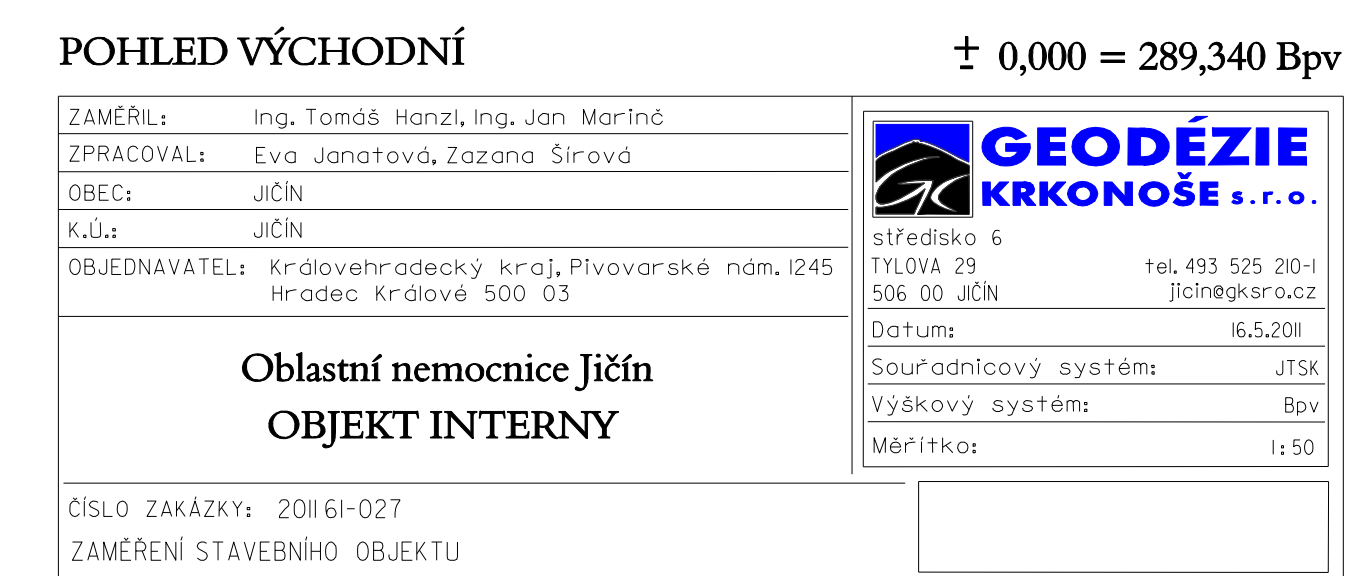 POHLED VÝCHODNÍ
± 0,000 = 289,340 Bpv
ZAMĚŘIL: Ing. Tomáš Hanzl, Ing. Jan Marinč
ZPRACOVAL: Eva Janatová, Zazana Šírová
OBEC: JIČÍN
K.Ú.: JIČÍN
OBJEDNAVATEL: Královehradecký kraj, Pivovarské nám. 1245
Hradec Králové 500 03
Oblastní nemocnice Jičín
OBJEKT INTERNY
GK
GEODÉZIE
KRKONOŠE s.r.o.
středisko 6
TYLOVA 29 tel. 493 525 210-1
506 00 JIČÍN jicin@gksro.cz
Datum: 16.5.2011
Souřadnicový systém: JTSK
Výškový systém: Bpv
Měřítko: 1:50
ČÍSLO ZAKÁZKY: 201161-027
ZAMĚŘENÍ STAVEBNÍHO OBJEKTU